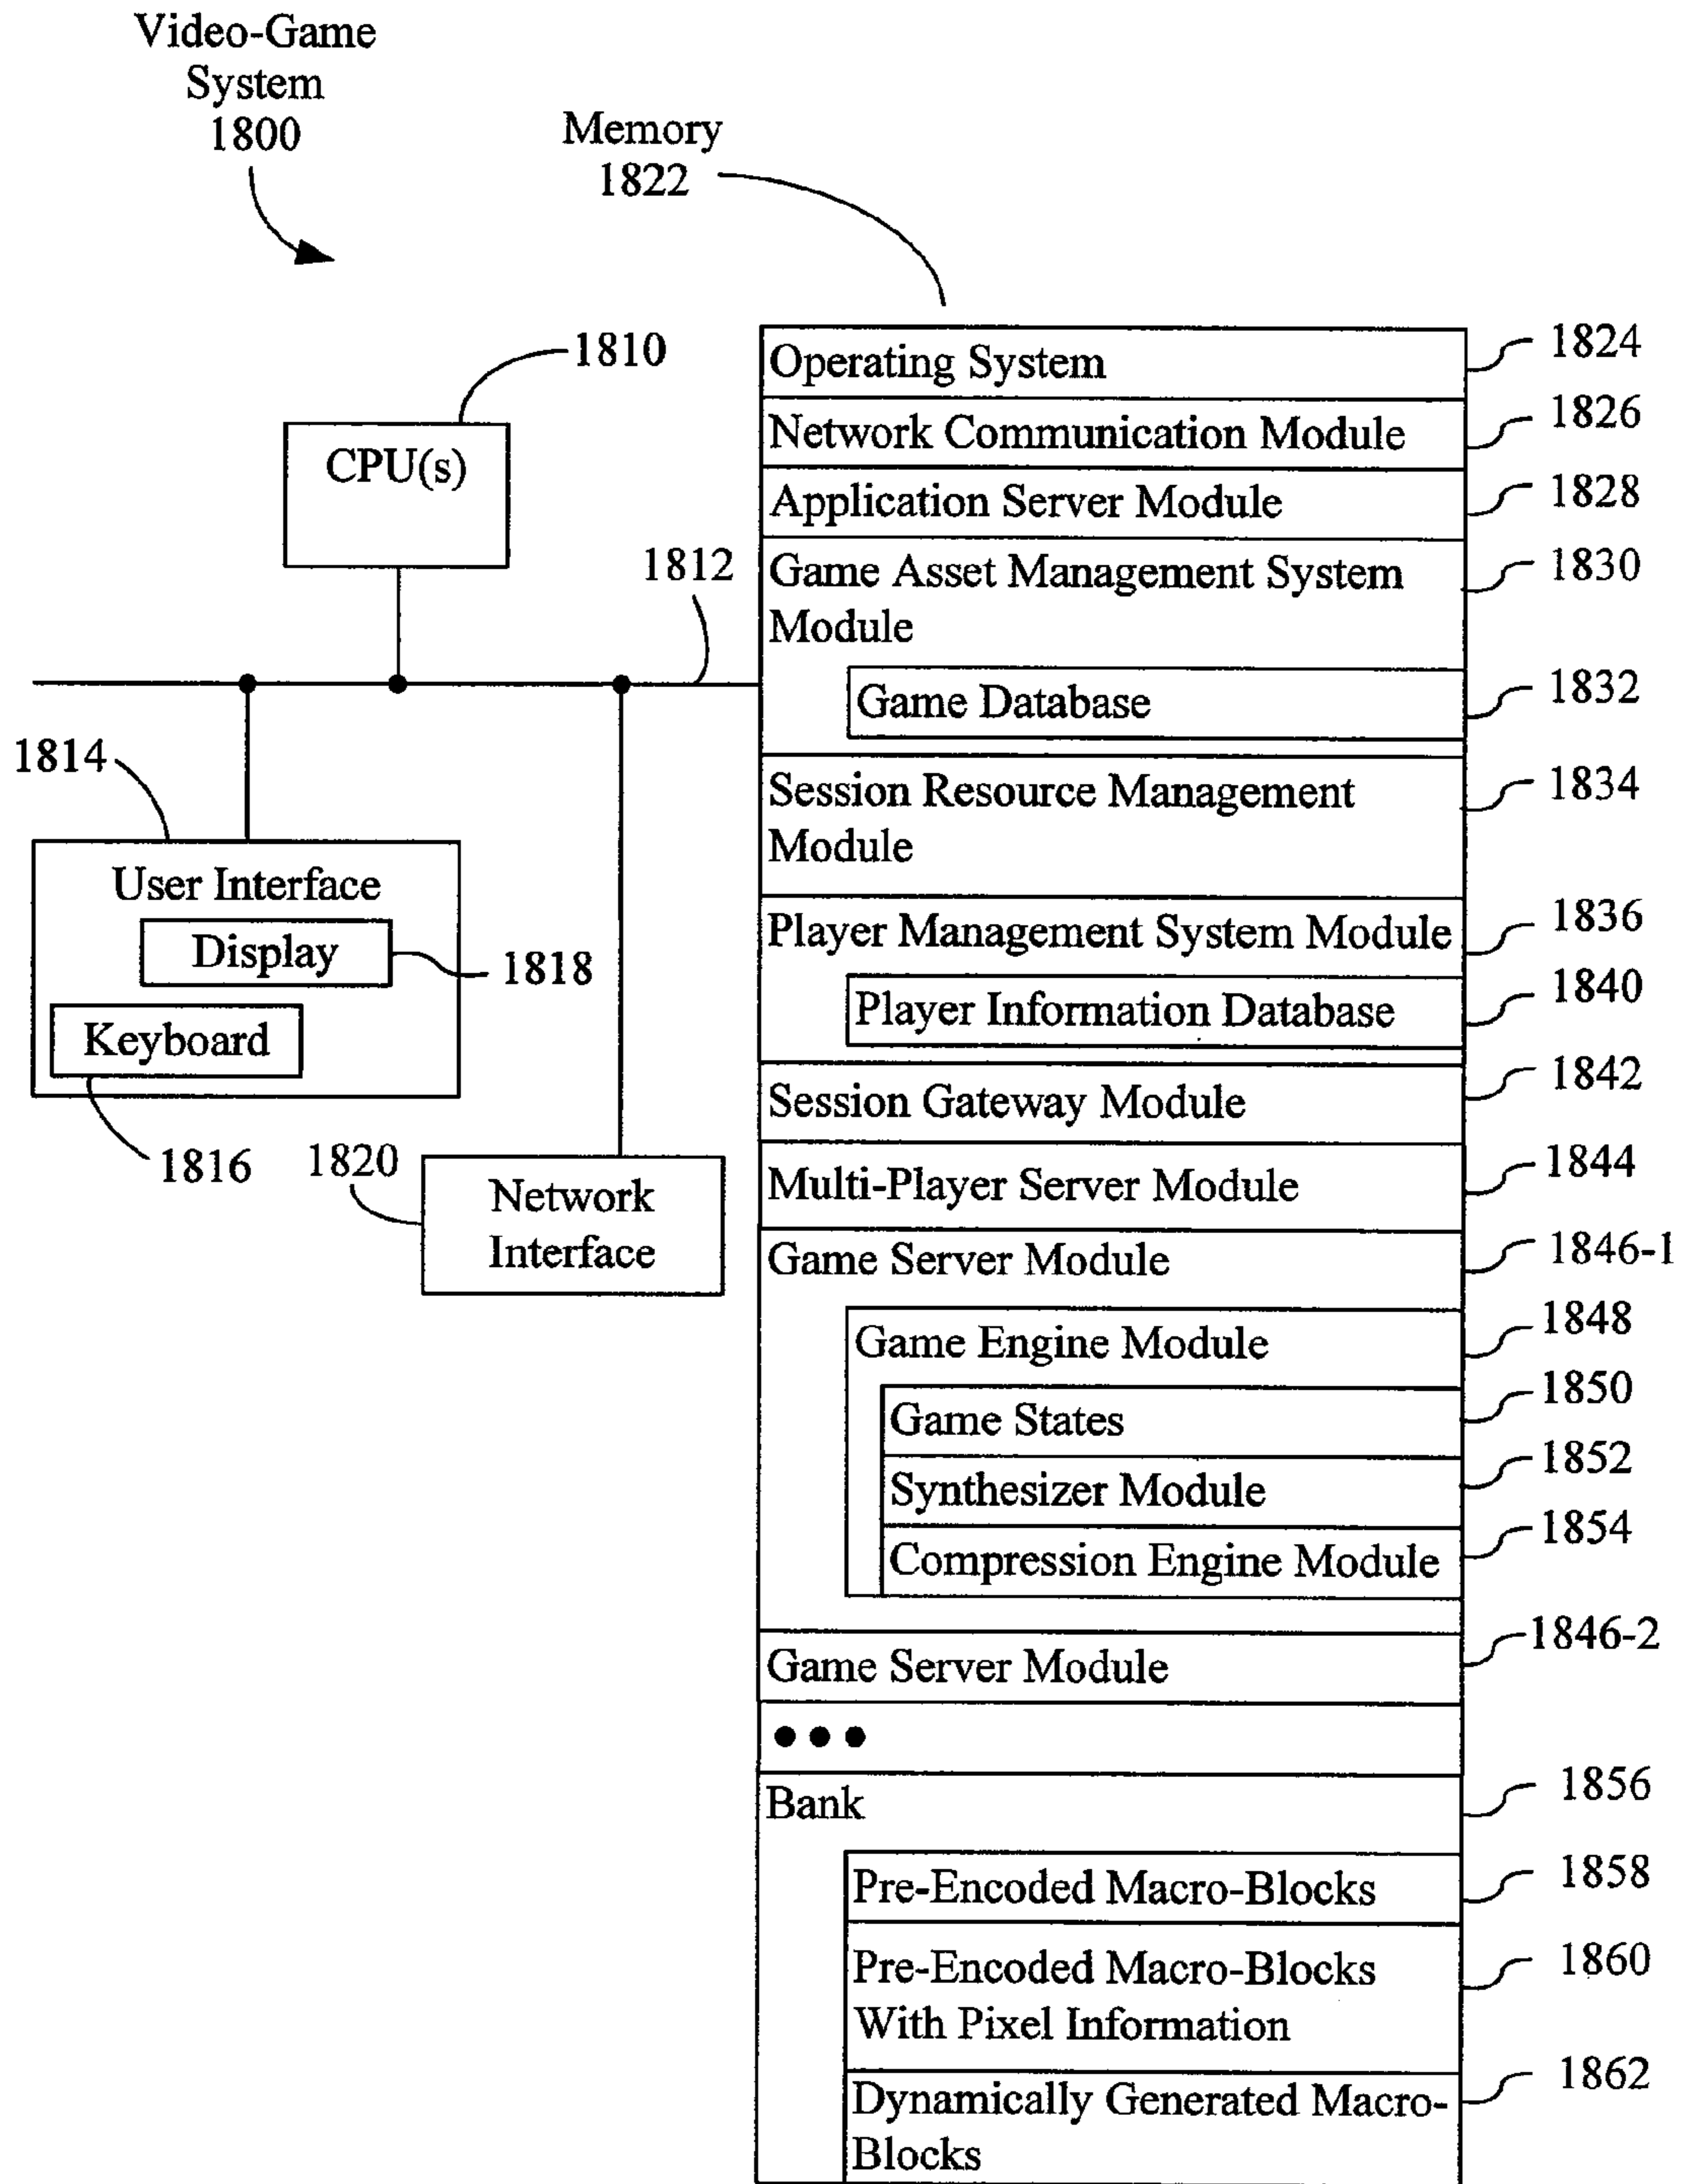 Video-Game
System
1800
Memory
1822
1810
CPU(s)
1812
1814
User Interface
Display
1818
Keyboard
1816
1820
Network
Interface
Operating System
1824
Network Communication Module
1826
Application Server Module
1828
Game Asset Management System
Module
1830
Game Database
1832
Session Resource Management
Module
1834
Player Management System Module
1836
Player Information Database
1840
Session Gateway Module
1842
Multi-Player Server Module
1844
Game Server Module
1846-1
Game Engine Module
1848
Game States
1850
Synthesizer Module
1852
Compression Engine Module
1854
Game Server Module
1846-2
•••
Bank
1856
Pre-Encoded Macro-Blocks
1858
Pre-Encoded Macro-Blocks
With Pixel Information
1860
Dynamically Generated Macro-
Blocks
1862